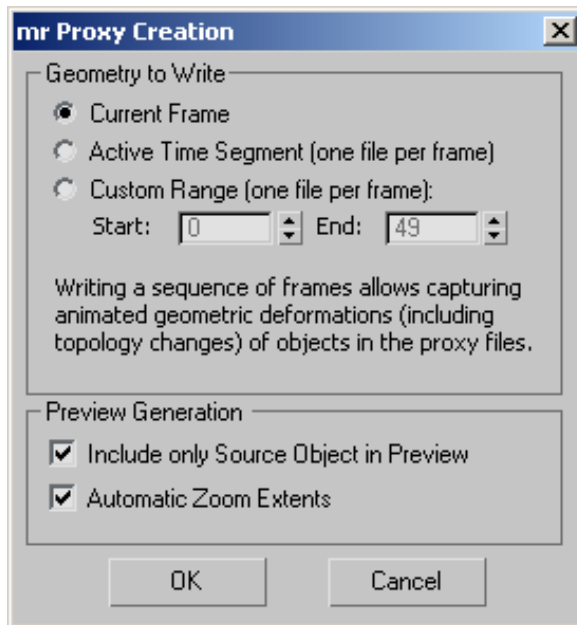 mr Proxy Creation
Geometry to Write
Current Frame
Active Time Segment (one file per frame)
Custom Range (one file per frame):
Start: 0 End: 49
Writing a sequence of frames allows capturing
animated geometric deformations (including
topology changes) of objects in the proxy files.
Preview Generation
Include only Source Object in Preview
Automatic Zoom Extents
OK Cancel